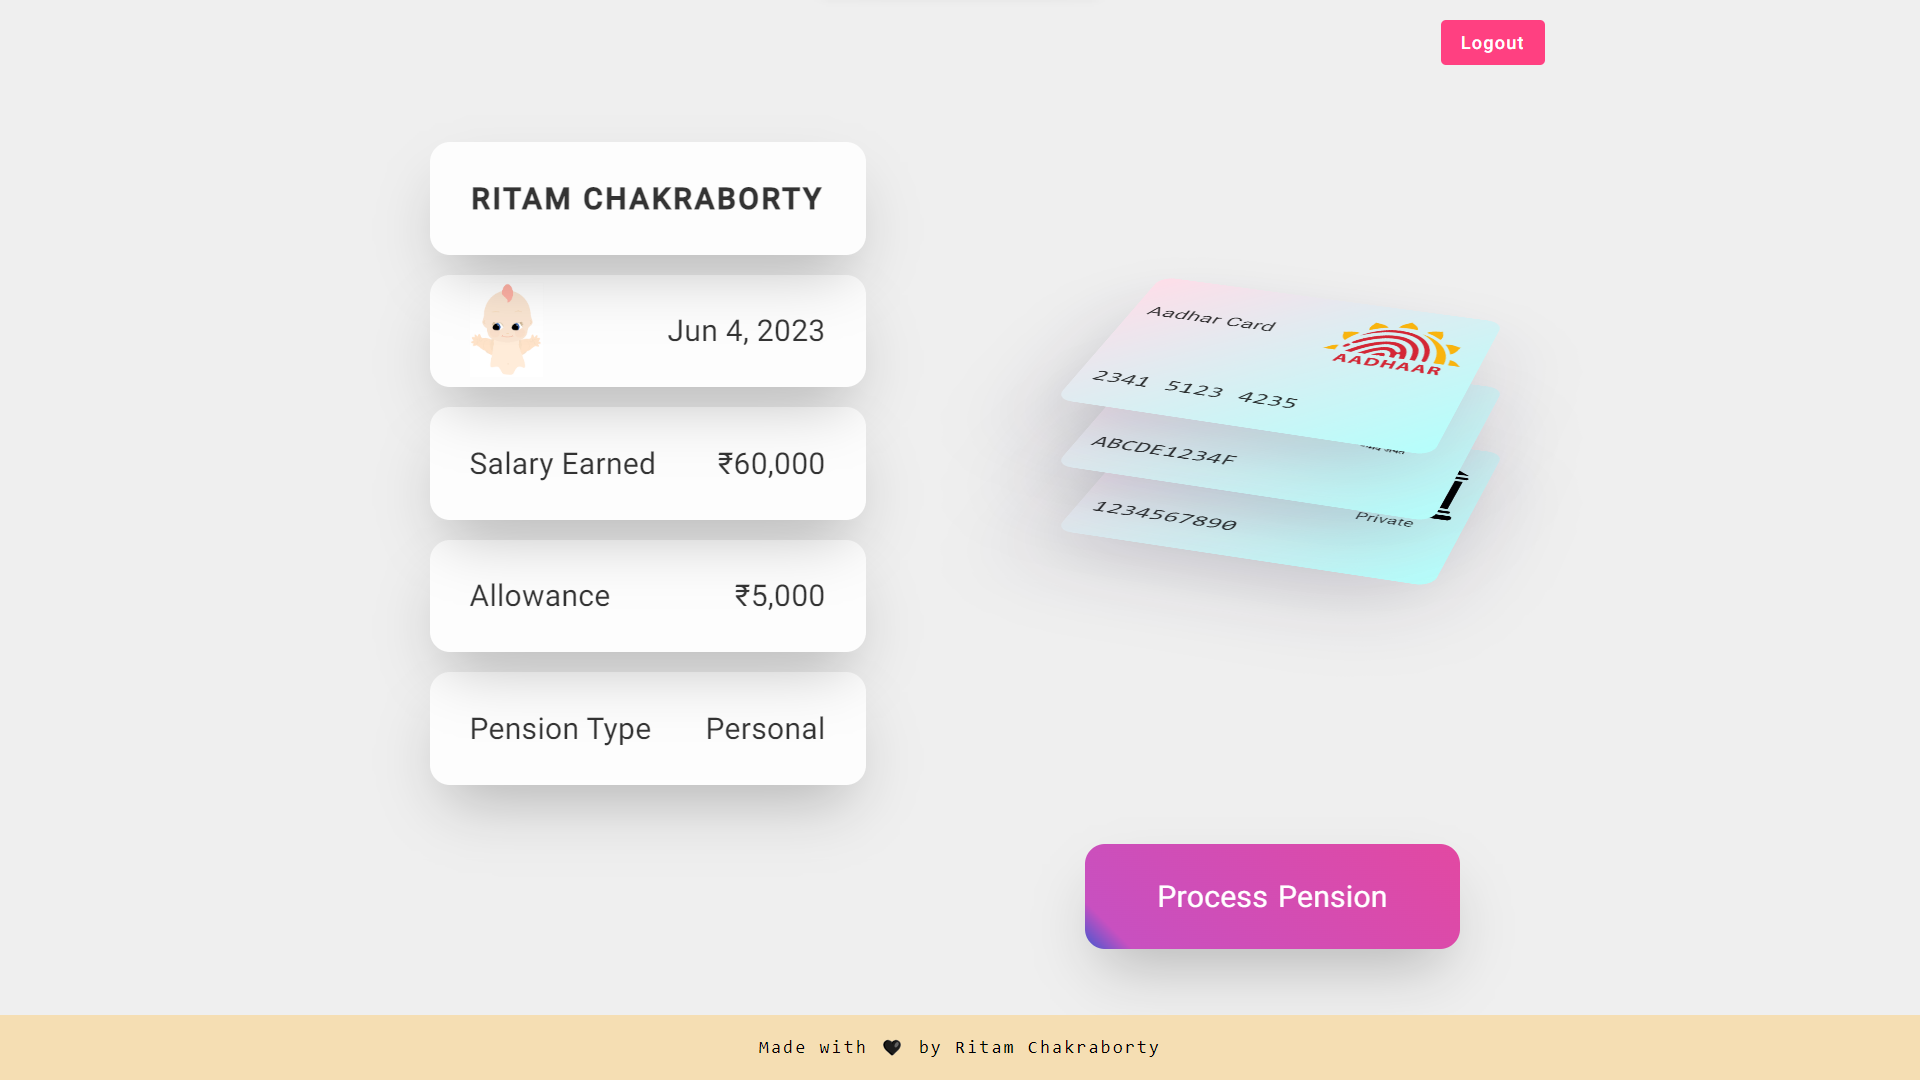 Logout
RITAM CHAKRABORTY
Jun 4, 2023
Salary Earned ₹60,000
Allowance ₹5,000
Pension Type Personal
Aadhar Card
AADHAAR
2341 5123 4235
ABCDE1234F
1234567890
Private
Process Pension
Made with 🖤 by Ritam Chakraborty